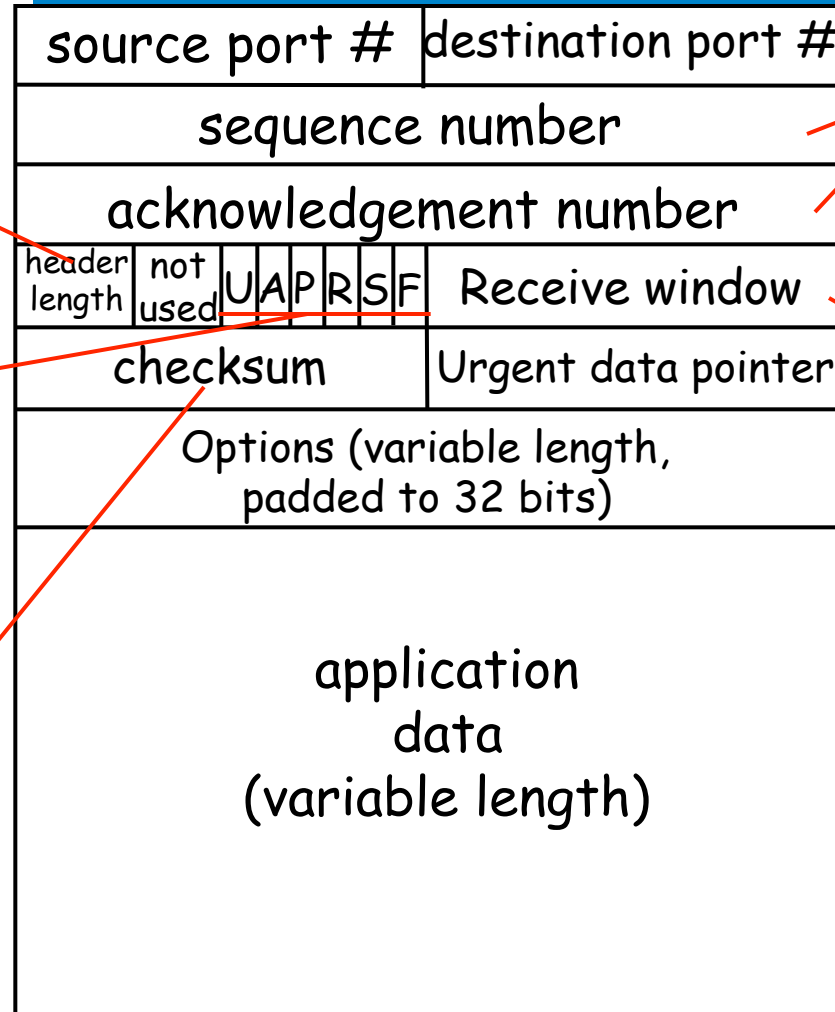 source port # destination port #
sequence number
acknowledgement number
header length not used U A P R S F Receive window
checksum Urgent data pointer
Options (variable length,
padded to 32 bits)
application
data
(variable length)